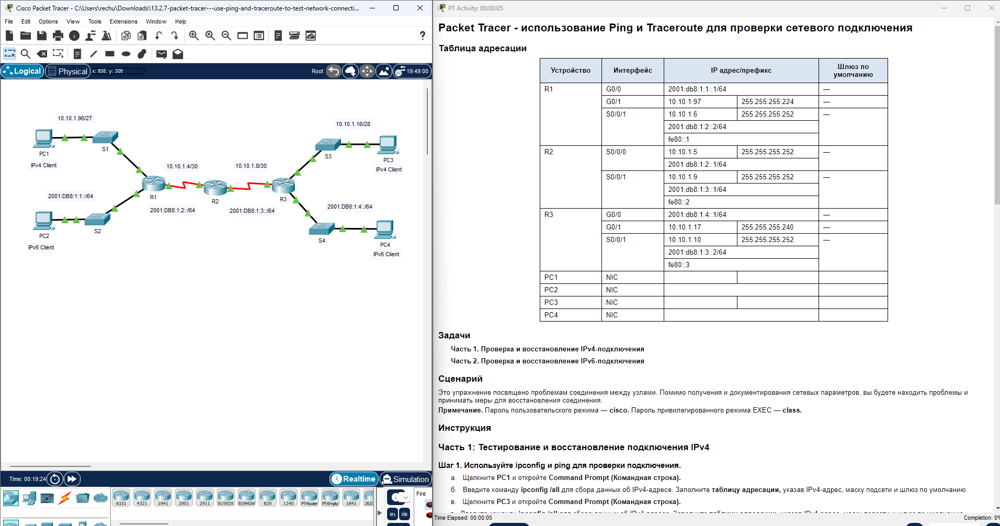 Cisco Packet Tracer - C:\Users\rechu\Downloads\13.2.7-packet-tracer---use-ping-and-traceroute-to-test-network-connecti...
File Edit Options View Tools Extensions Window Help
?
Logical Physical x: 938, y: 306 Root 19:49:00
10.10.1.96/27
10.10.1.16/28
PC1
S1
S3
PC3
IPv4 Client
10.10.1.4/30
10.10.1.8/30
IPv4 Client
2001:DB8:1:1::/64
R1
R2
R3
2001:DB8:1:2::/64
2001:DB8:1:3::/64
2001:DB8:1:4::/64
PC2
S2
S4
PC4
IPv6 Client
IPv6 Client
Time: 00:19:24 Realtime Simulation
4331 4321 1941 2901 2911 819IOX 819HGW 829 1240 PT-Router PT-Empty 1841 2620
Fire
PT Activity: 00:00:05
Packet Tracer - использование Ping и Traceroute для проверки сетевого подключения
Таблица адресации
Устройство Интерфейс IP адрес/префикс Шлюз по умолчанию
R1 G0/0 2001:db8:1:1::1/64 —
G0/1 10.10.1.97 255.255.255.224 —
S0/0/1 10.10.1.6 255.255.255.252 —
2001:db8:1:2::2/64
fe80::1
R2 S0/0/0 10.10.1.5 255.255.255.252 —
2001:db8:1:2::1/64
S0/0/1 10.10.1.9 255.255.255.252 —
2001:db8:1:3::1/64
fe80::2
R3 G0/0 2001:db8:1:4::1/64 —
G0/1 10.10.1.17 255.255.255.240 —
S0/0/1 10.10.1.10 255.255.255.252 —
2001:db8:1:3::2/64
fe80::3
PC1 NIC
PC2 NIC
PC3 NIC
PC4 NIC
Задачи
Часть 1. Проверка и восстановление IPv4-подключения
Часть 2. Проверка и восстановление IPv6-подключения
Сценарий
Это упражнение посвящено проблемам соединения между узлами. Помимо получения и документирования сетевых параметров, вы будете находить проблемы и
принимать меры для восстановления соединения.
Примечание. Пароль пользовательского режима — cisco. Пароль привилегированного режима EXEC — class.
Инструкция
Часть 1: Тестирование и восстановление подключения IPv4
Шаг 1. Используйте ipconfig и ping для проверки подключения.
а. Щелкните PC1 и откройте Command Prompt (Командная строка).
б. Введите команду ipconfig /all для сбора данных об IPv4-адресе. Заполните таблицу адресации, указав IPv4-адрес, маску подсети и шлюз по умолчанию.
в. Щелкните PC3 и откройте Command Prompt (Командная строка).
Time Elapsed: 00:00:05 Completion: 0%